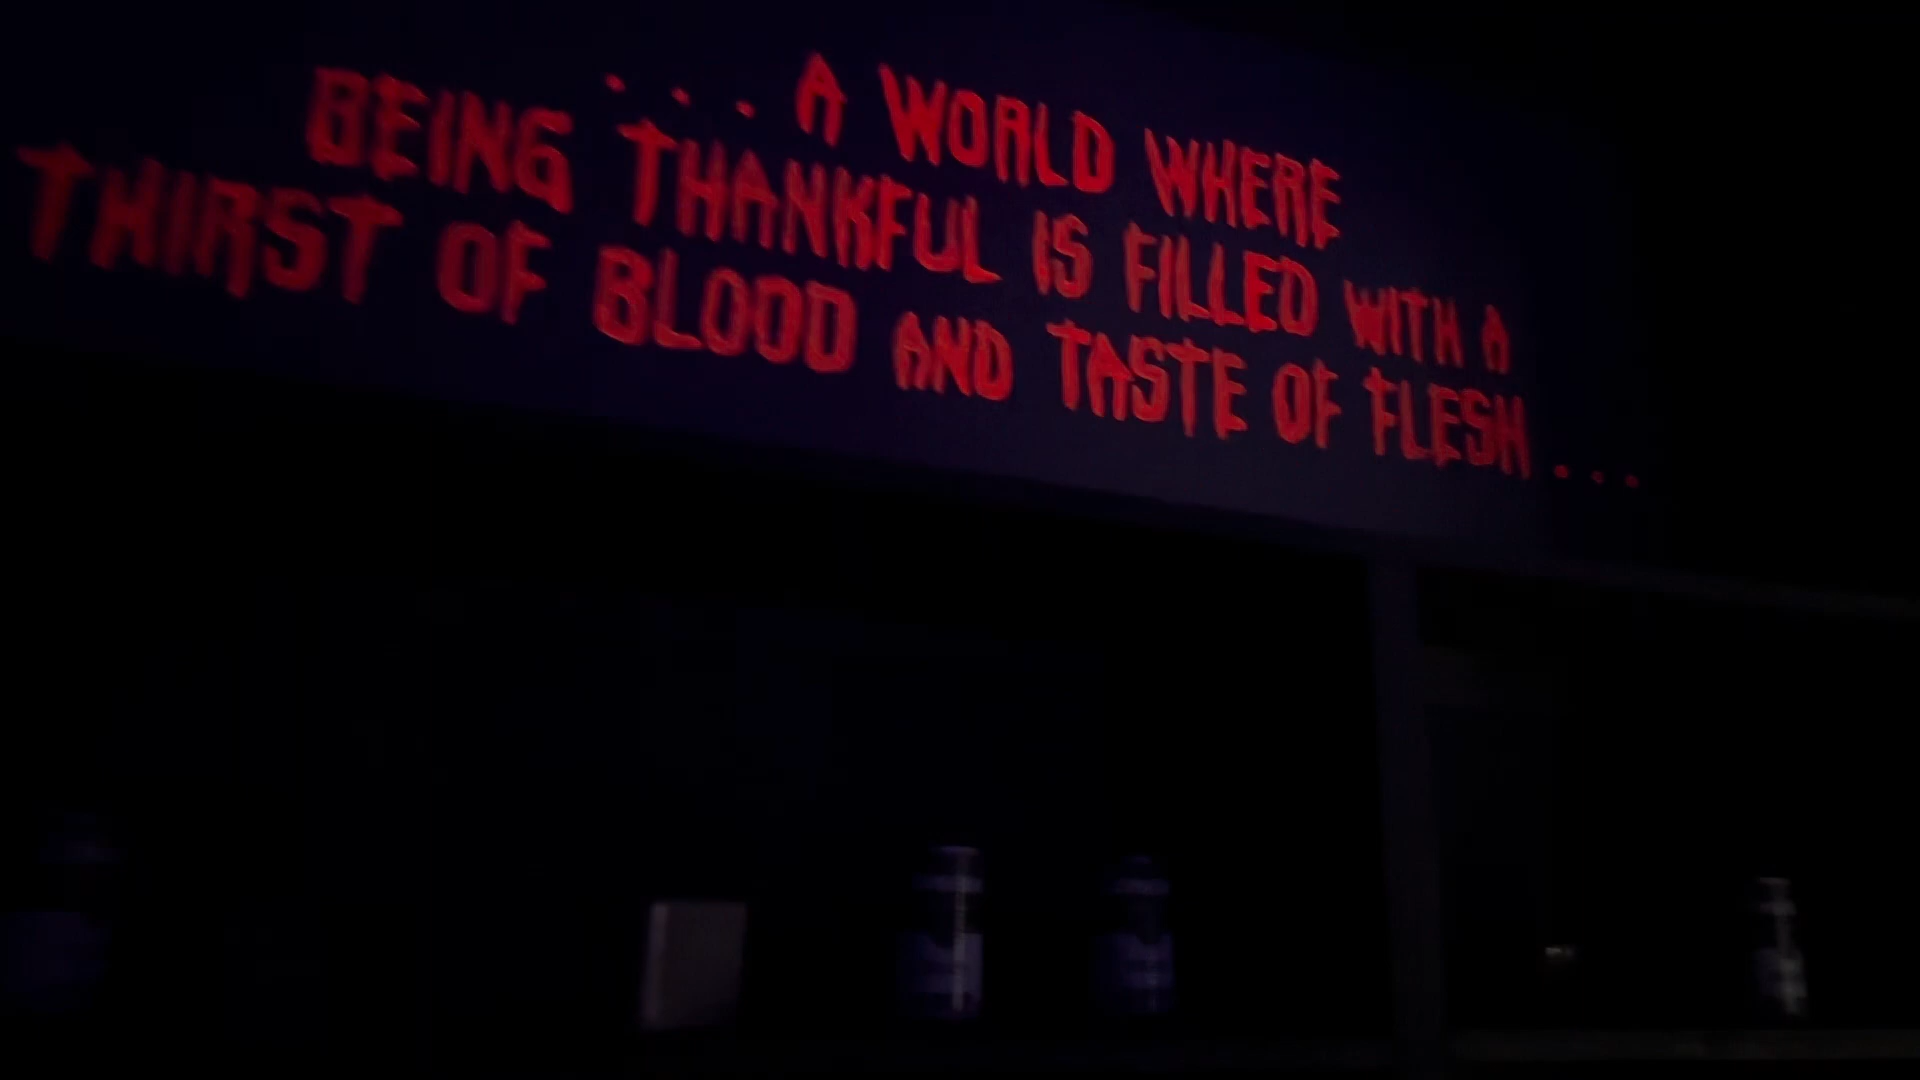 . . . A WORLD WHERE
BEING THANKFUL IS FILLED WITH A
THIRST OF BLOOD AND TASTE OF FLESH . . .